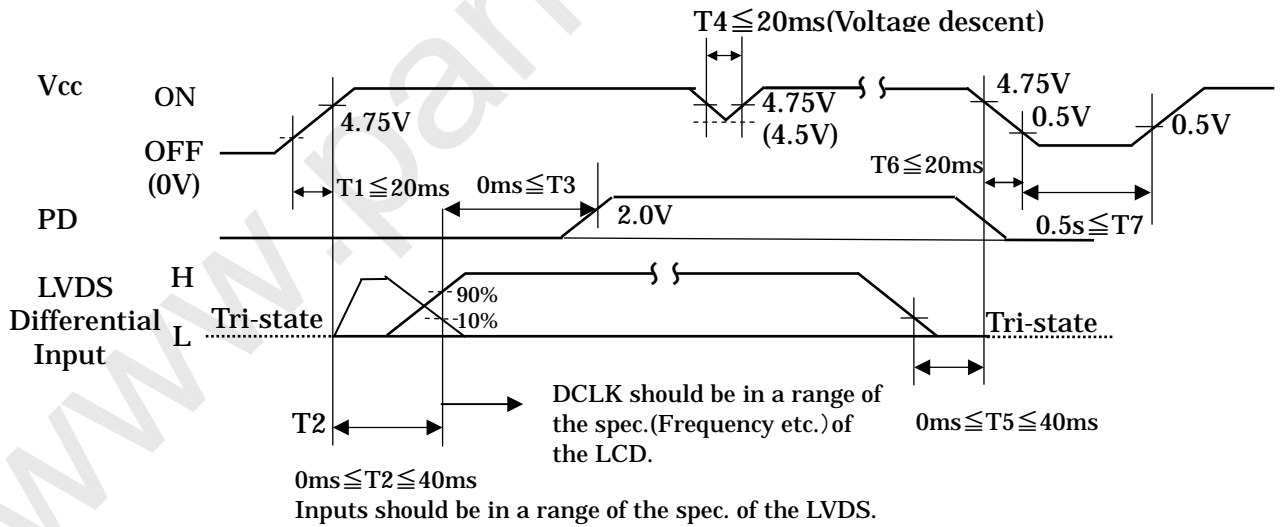 T4≦20ms(Voltage descent)
Vcc
ON
4.75V
OFF
(0V)
4.75V
(4.5V)
4.75V
0.5V
0.5V
T1≦20ms
0ms≦T3
T6≦20ms
PD
2.0V
0.5s≦T7
LVDS
Differential
Input
H
L
Tri-state
90%
10%
Tri-state
T2
DCLK should be in a range of
the spec.(Frequency etc.)of
the LCD.
0ms≦T5≦40ms
0ms≦T2≦40ms
Inputs should be in a range of the spec. of the LVDS.
www.pan